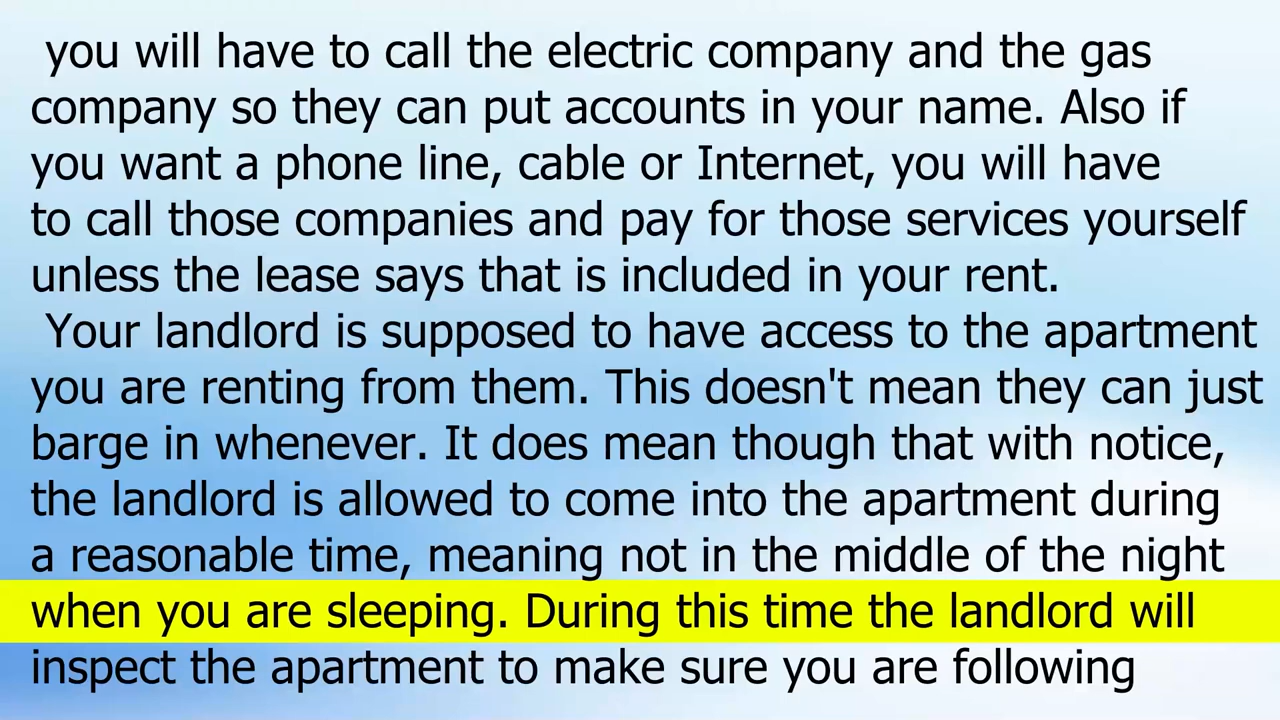 you will have to call the electric company and the gas
company so they can put accounts in your name. Also if
you want a phone line, cable or Internet, you will have
to call those companies and pay for those services yourself
unless the lease says that is included in your rent.
Your landlord is supposed to have access to the apartment
you are renting from them. This doesn't mean they can just
barge in whenever. It does mean though that with notice,
the landlord is allowed to come into the apartment during
a reasonable time, meaning not in the middle of the night
when you are sleeping. During this time the landlord will
inspect the apartment to make sure you are following